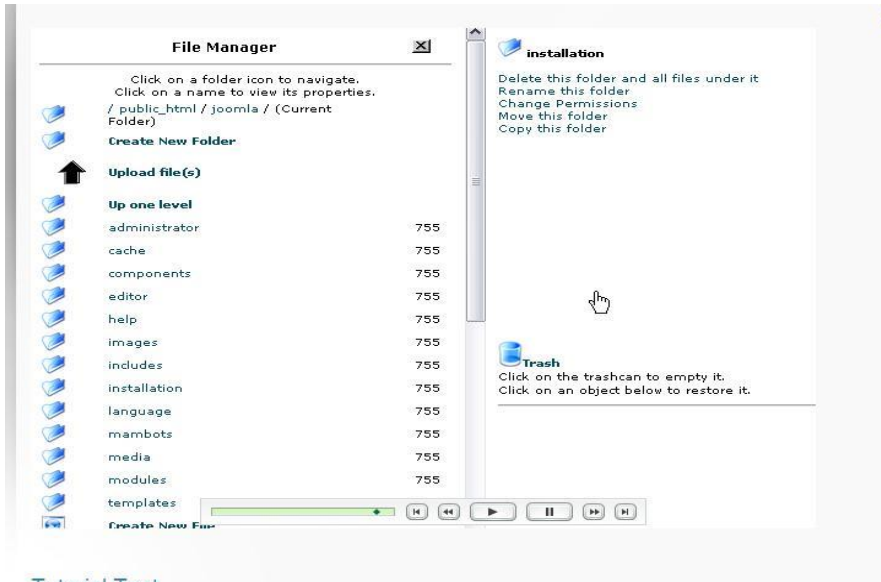 File Manager
Click on a folder icon to navigate.
Click on a name to view its properties.
/ public_html / joomla / (Current
Folder)
Create New Folder
Upload file(s)
Up one level
administrator 755
cache 755
components 755
editor 755
help 755
images 755
includes 755
installation 755
language 755
mambots 755
media 755
modules 755
templates
Create New File
installation
Delete this folder and all files under it
Rename this folder
Change Permissions
Move this folder
Copy this folder
Trash
Click on the trashcan to empty it.
Click on an object below to restore it.